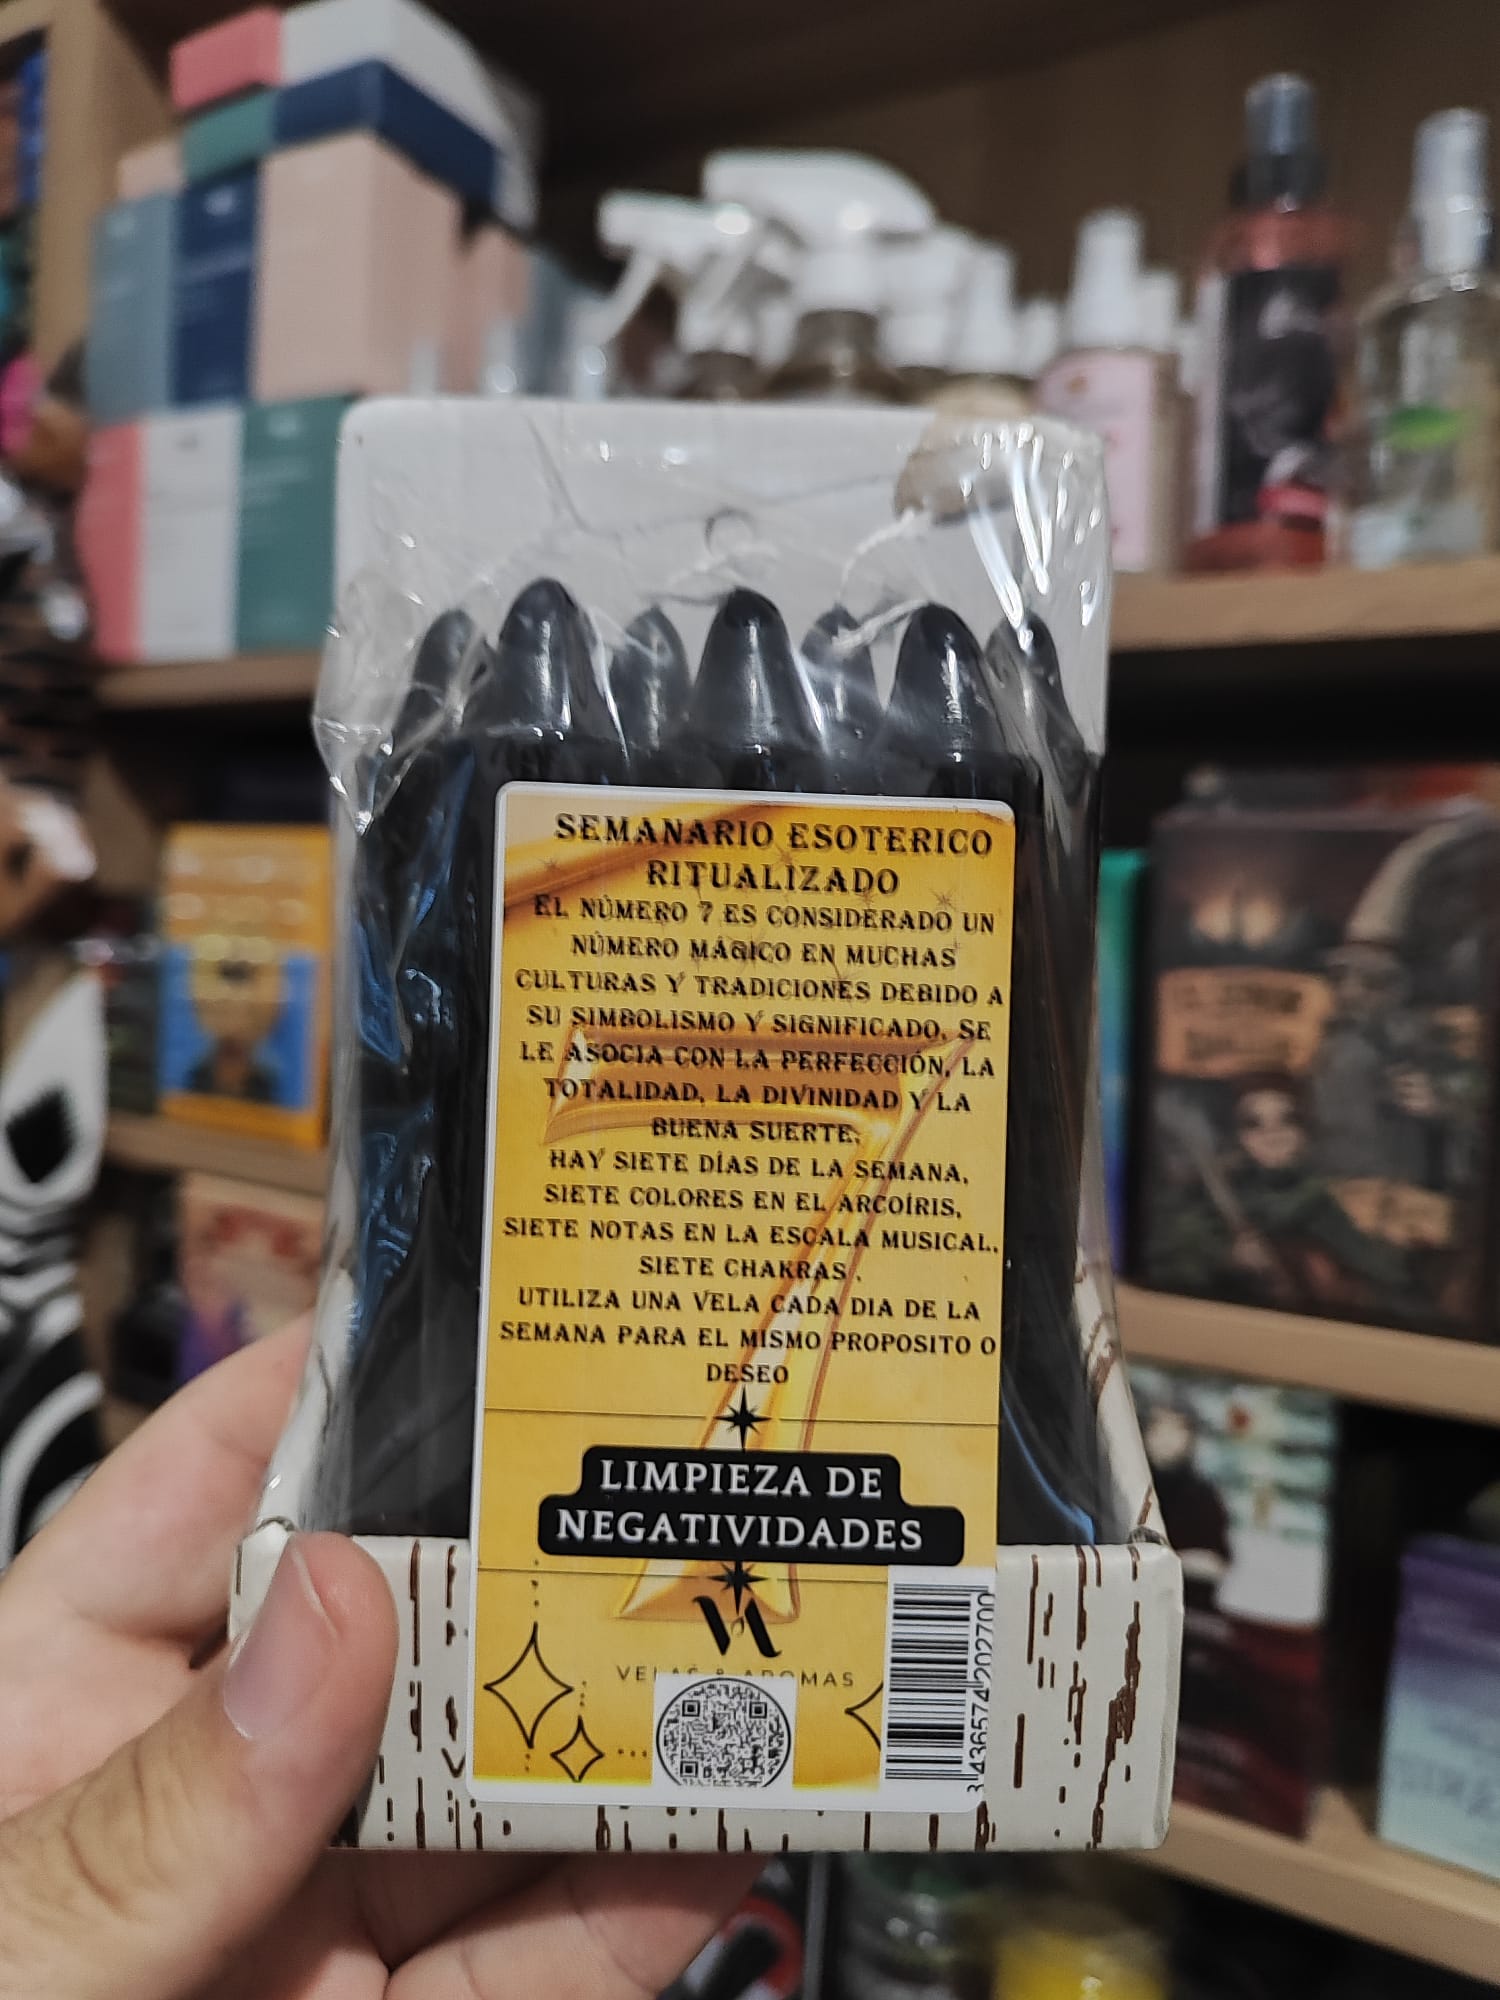 SEMANARIO ESOTERICO
RITUALIZADO
EL NÚMERO 7 ES CONSIDERADO UN
NÚMERO MÁGICO EN MUCHAS
CULTURAS Y TRADICIONES DEBIDO A
SU SIMBOLISMO Y SIGNIFICADO. SE
LE ASOCIA CON LA PERFECCIÓN, LA
TOTALIDAD, LA DIVINIDAD Y LA
BUENA SUERTE.
HAY SIETE DÍAS DE LA SEMANA,
SIETE COLORES EN EL ARCOÍRIS,
SIETE NOTAS EN LA ESCALA MUSICAL,
SIETE CHAKRAS .
UTILIZA UNA VELA CADA DIA DE LA
SEMANA PARA EL MISMO PROPOSITO O
DESEO
LIMPIEZA DE
NEGATIVIDADES
VELAS & AROMAS
3 436574 202700